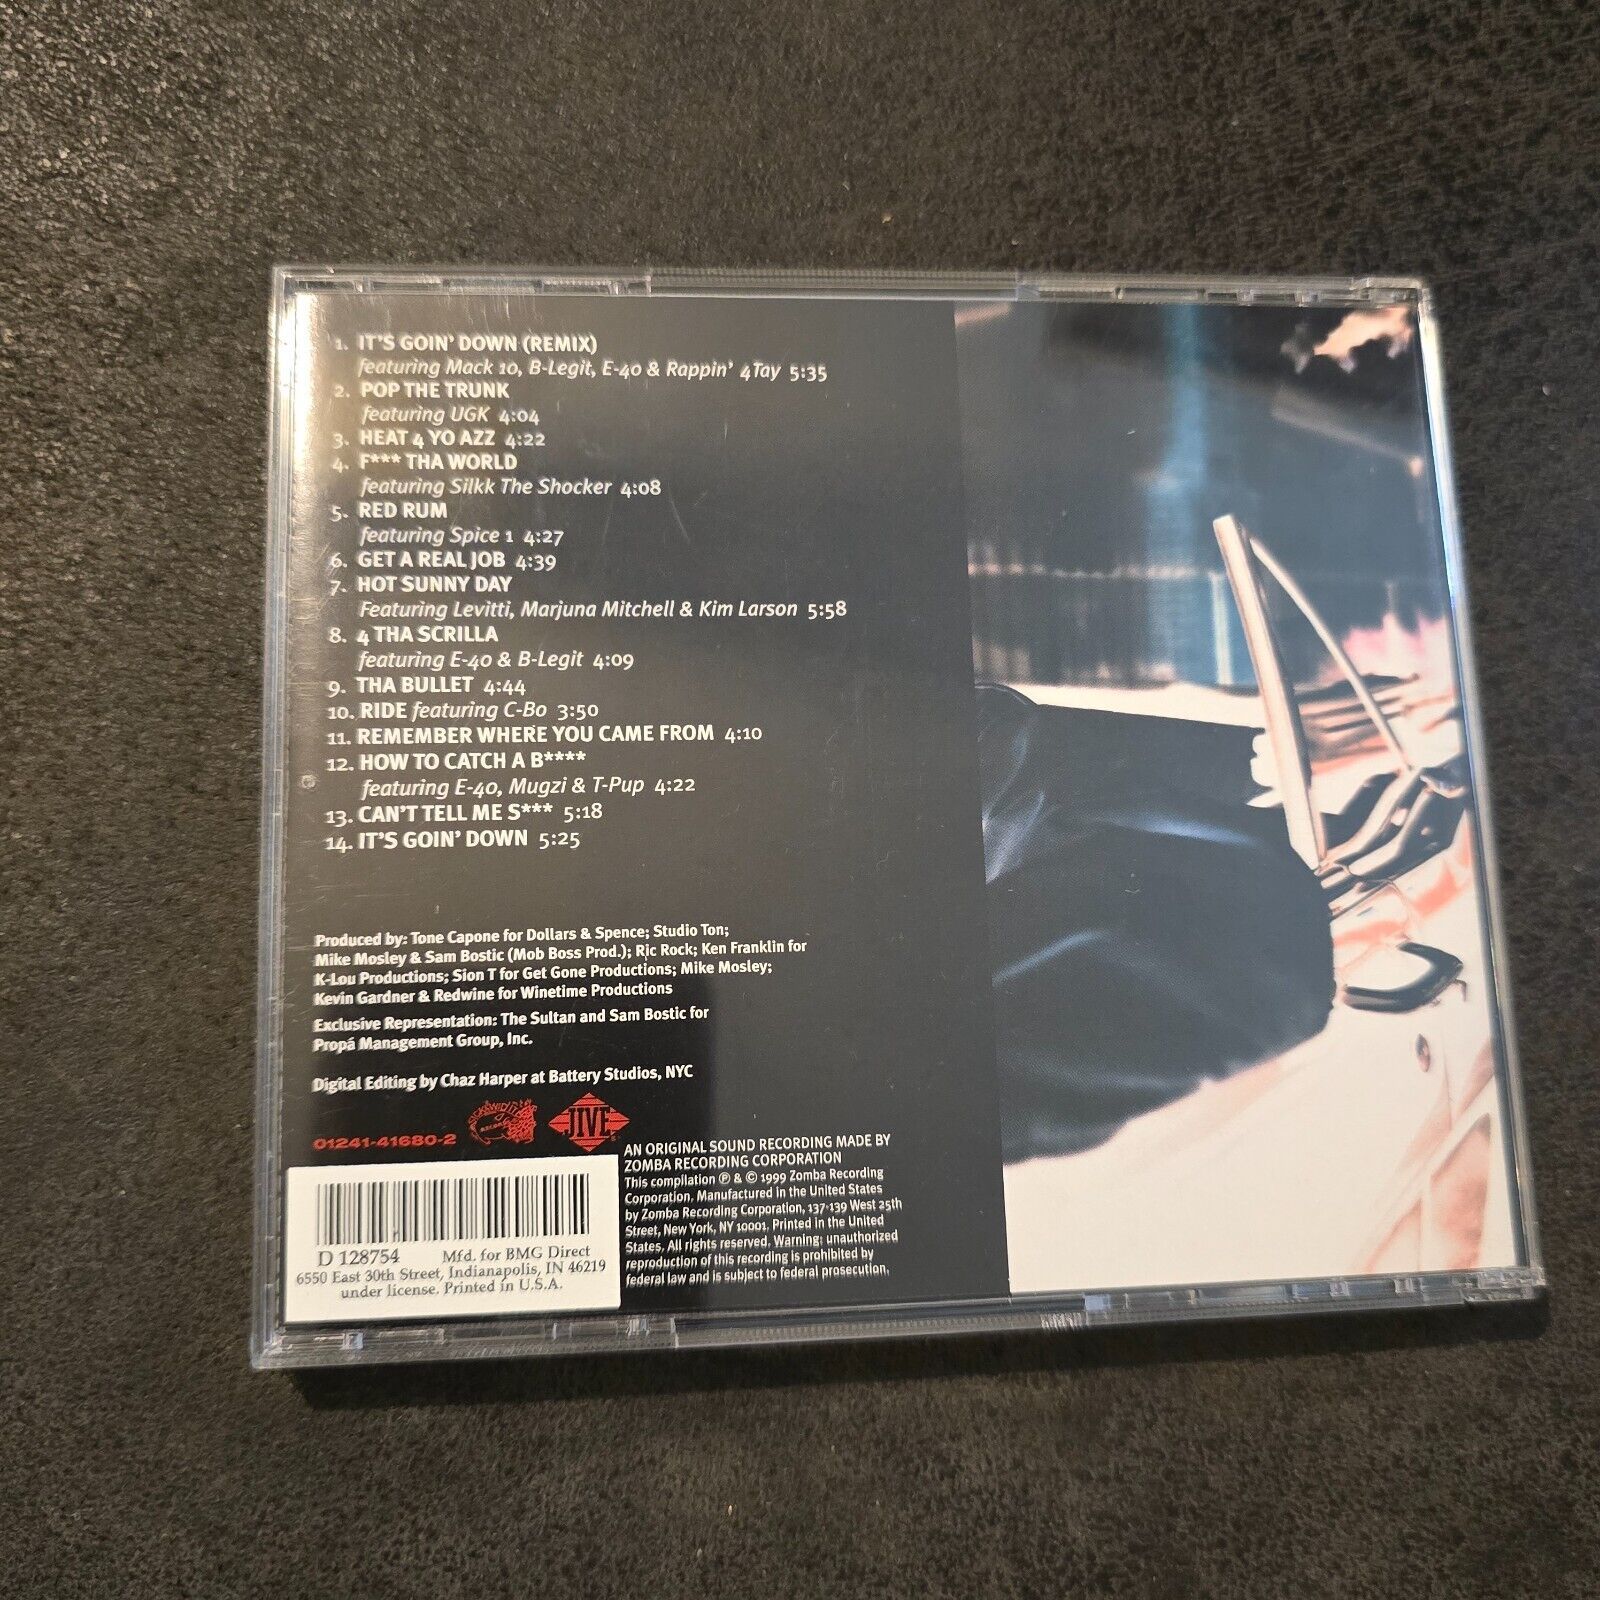 1. IT'S GOIN' DOWN (REMIX)
featuring Mack 10, B-Legit, E-40 & Rappin' 4Tay 5:35
2. POP THE TRUNK
featuring UGK 4:04
3. HEAT 4 YO AZZ 4:22
4. F*** THA WORLD
featuring Silkk The Shocker 4:08
5. RED RUM
featuring Spice 1 4:27
6. GET A REAL JOB 4:39
7. HOT SUNNY DAY
Featuring Levitti, Marjuna Mitchell & Kim Larson 5:58
8. 4 THA SCRILLA
featuring E-40 & B-Legit 4:09
9. THA BULLET 4:44
10. RIDE featuring C-Bo 3:50
11. REMEMBER WHERE YOU CAME FROM 4:10
12. HOW TO CATCH A B****
featuring E-40, Mugzi & T-Pup 4:22
13. CAN'T TELL ME S*** 5:18
14. IT'S GOIN' DOWN 5:25
Produced by: Tone Capone for Dollars & Spence; Studio Ton;
Mike Mosley & Sam Bostic (Mob Boss Prod.); Ric Rock; Ken Franklin for
K-Lou Productions; Sion T for Get Gone Productions; Mike Mosley;
Kevin Gardner & Redwine for Winetime Productions
Exclusive Representation: The Sultan and Sam Bostic for
Propá Management Group, Inc.
Digital Editing by Chaz Harper at Battery Studios, NYC
01241-41680-2
JIVE
AN ORIGINAL SOUND RECORDING MADE BY
ZOMBA RECORDING CORPORATION
This compilation ℗ & © 1999 Zomba Recording
Corporation. Manufactured in the United States
by Zomba Recording Corporation, 137-139 West 25th
Street, New York, NY 10001. Printed in the United
States. All rights reserved. Warning: unauthorized
reproduction of this recording is prohibited by
federal law and is subject to federal prosecution.
D 128754 Mfd. for BMG Direct
6550 East 30th Street, Indianapolis, IN 46219
under license. Printed in U.S.A.